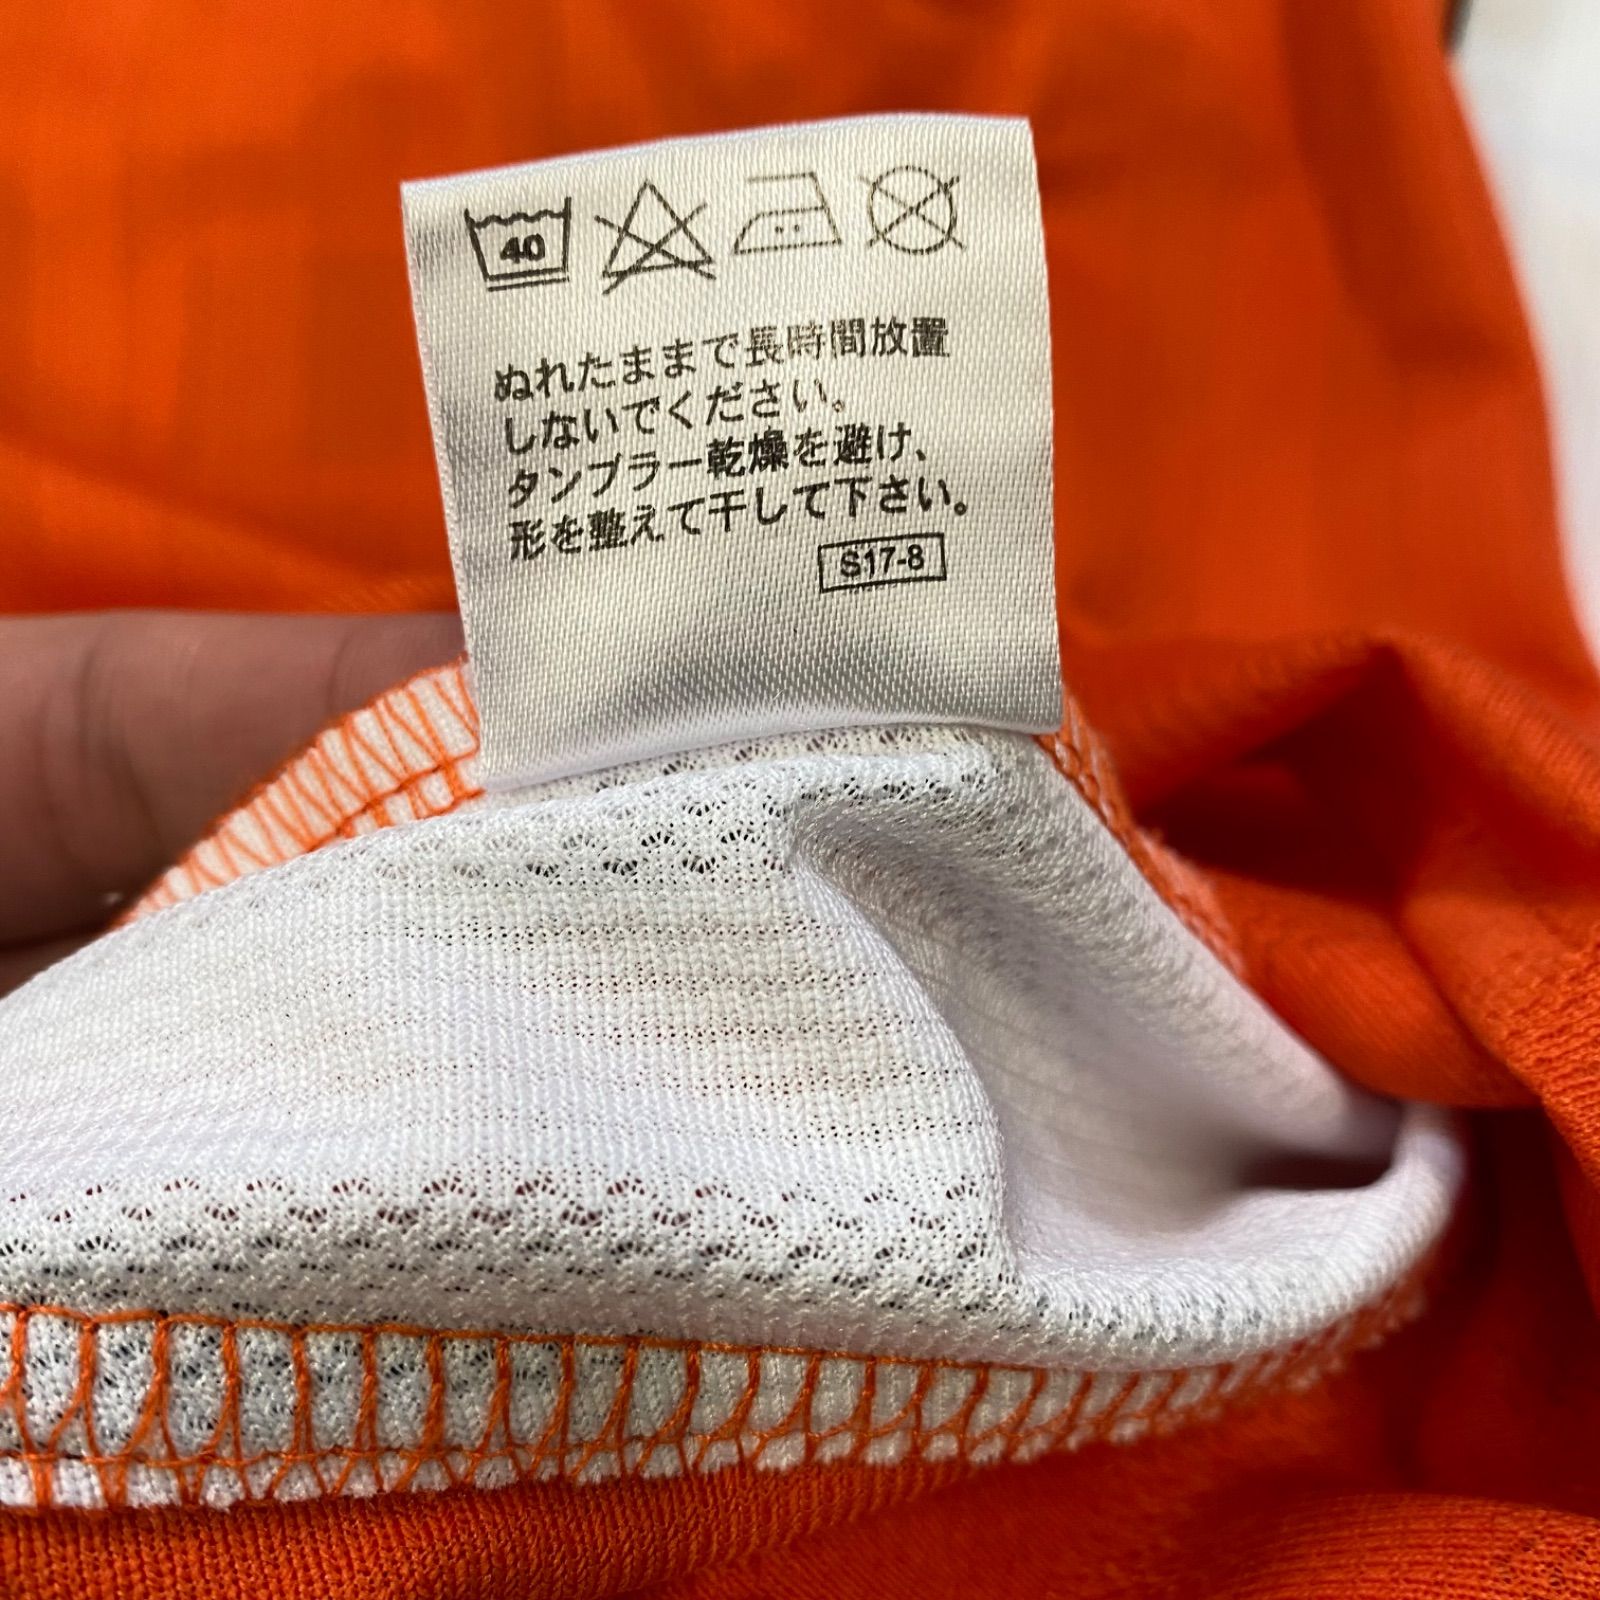 40
ぬれたままで長時間放置
しないでください。
タンブラー乾燥を避け、
形を整えて干して下さい。
S17-8